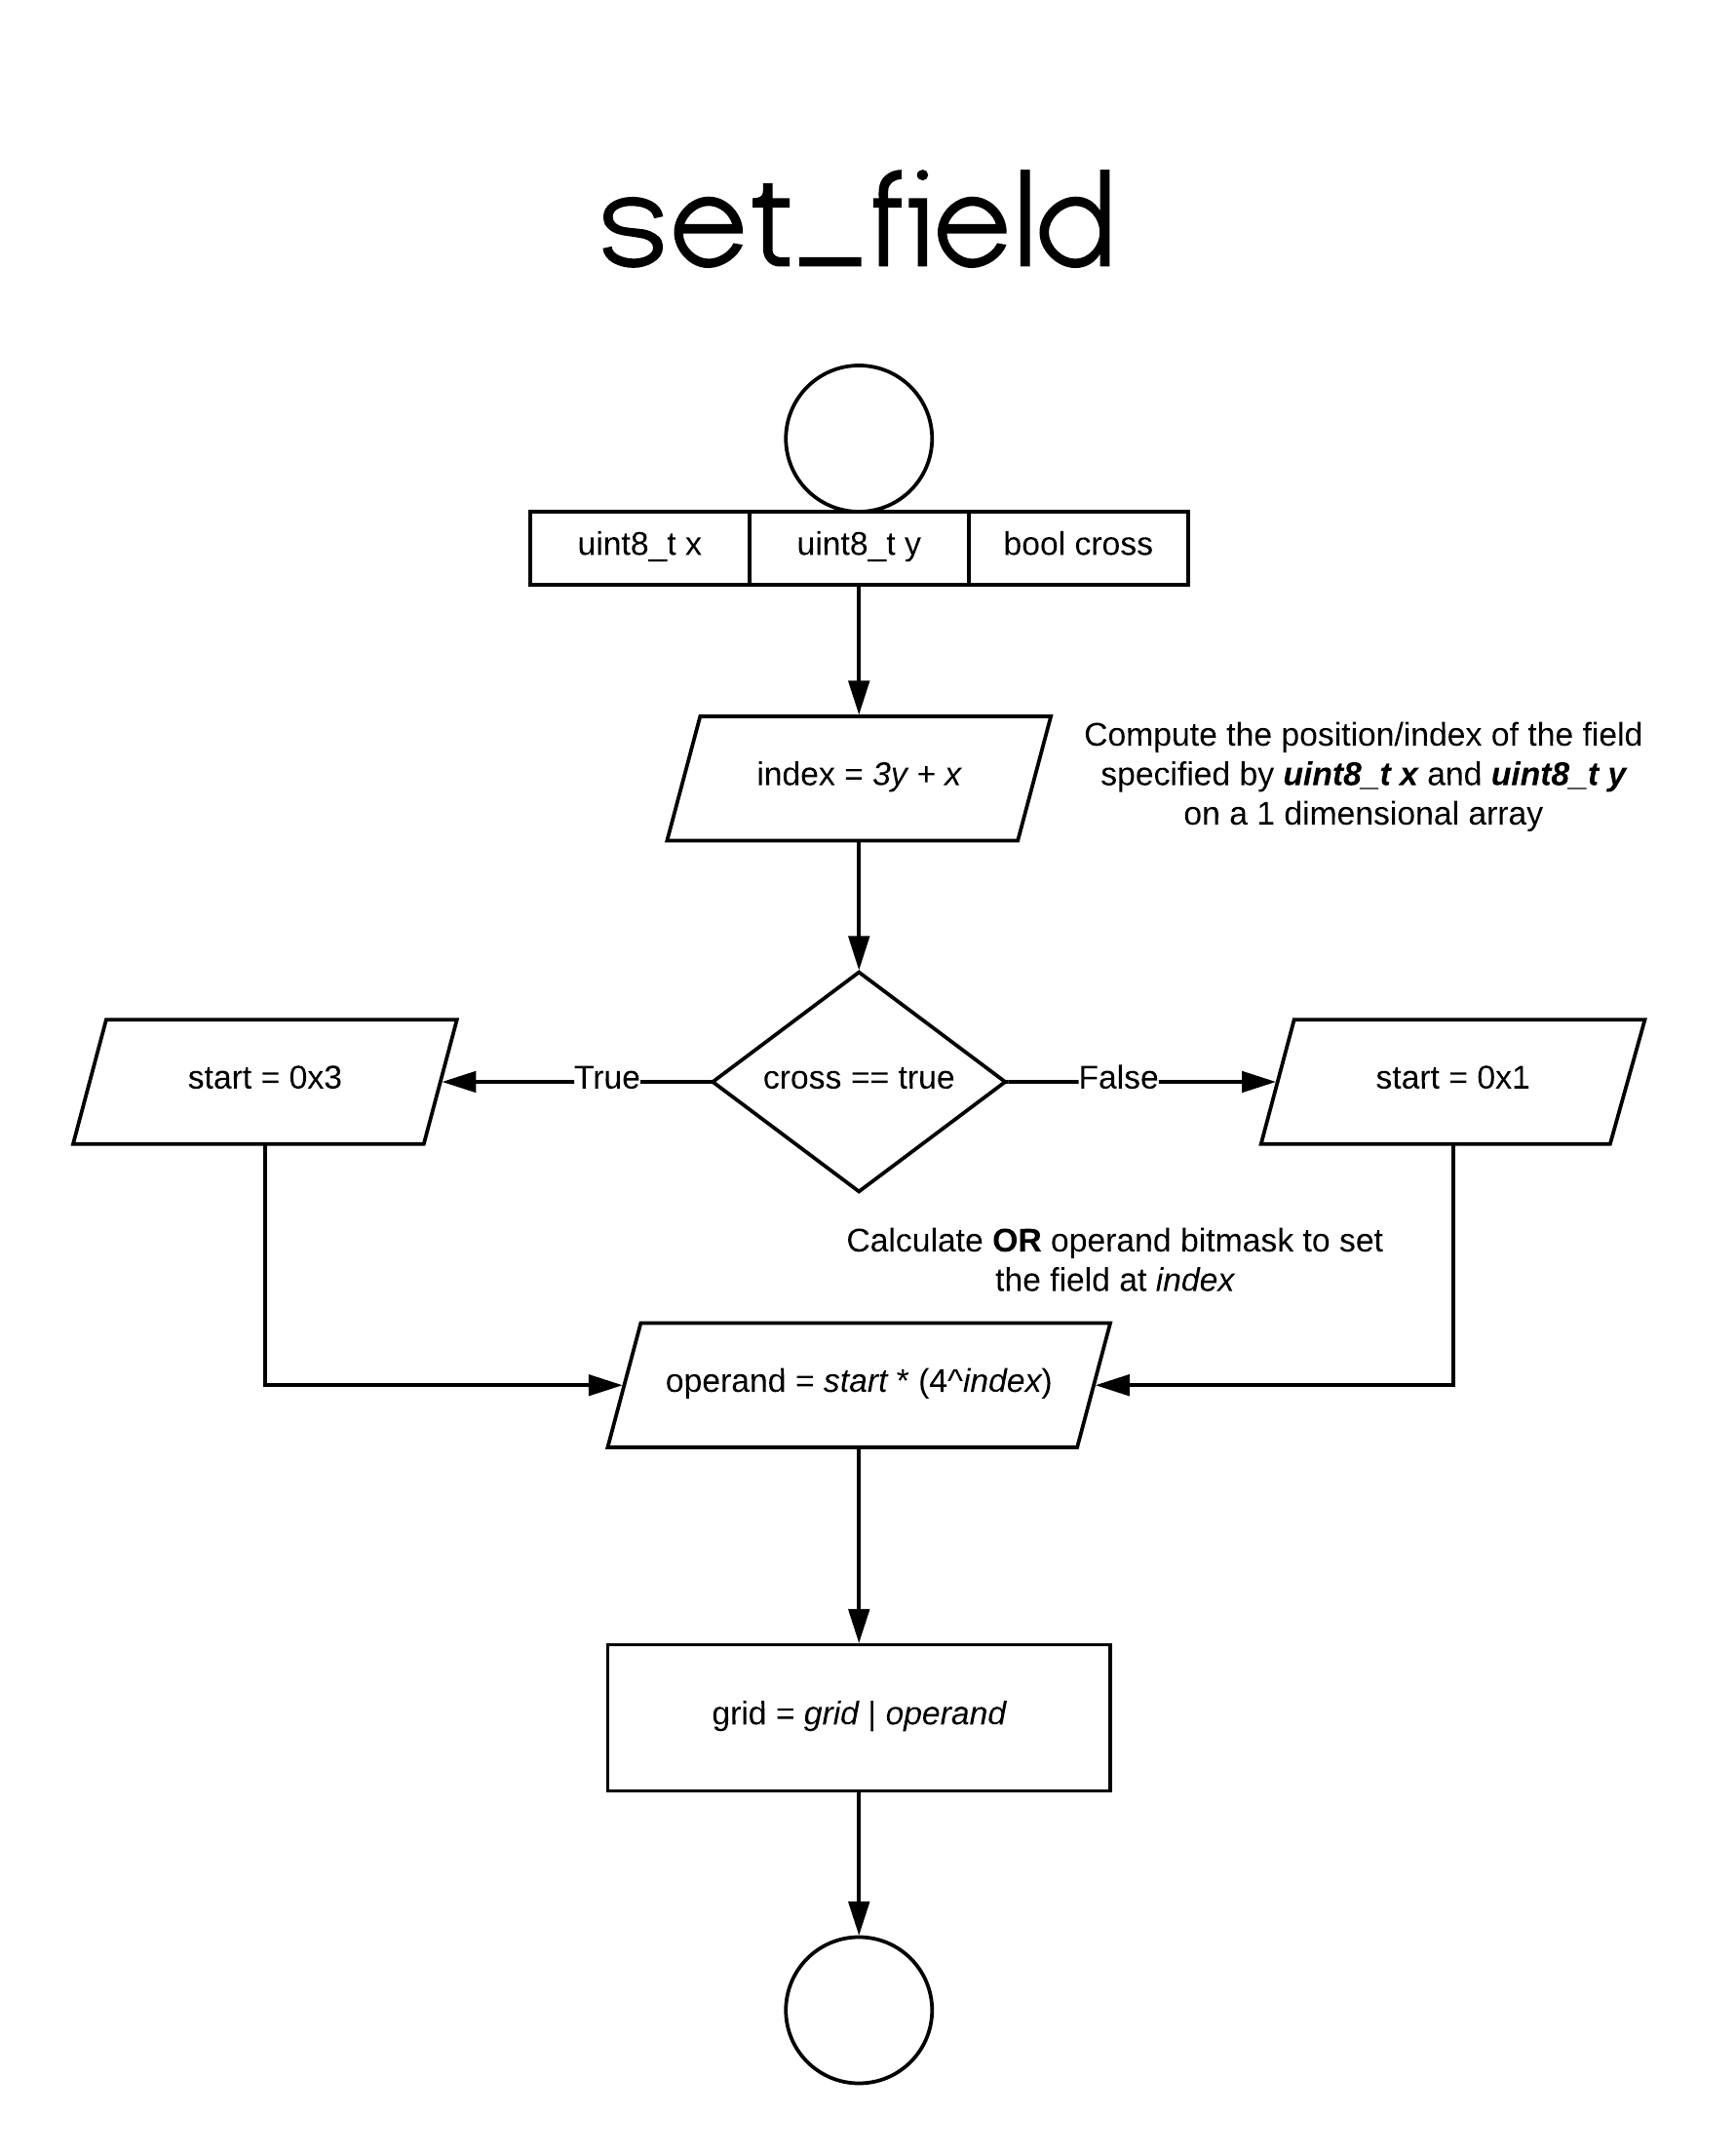 set_field
uint8_t x
uint8_t y
bool cross
index = 3y + x
Compute the position/index of the field
specified by uint8_t x and uint8_t y
on a 1 dimensional array
start = 0x3
True
cross == true
False
start = 0x1
Calculate OR operand bitmask to set
the field at index
operand = start * (4^index)
grid = grid | operand